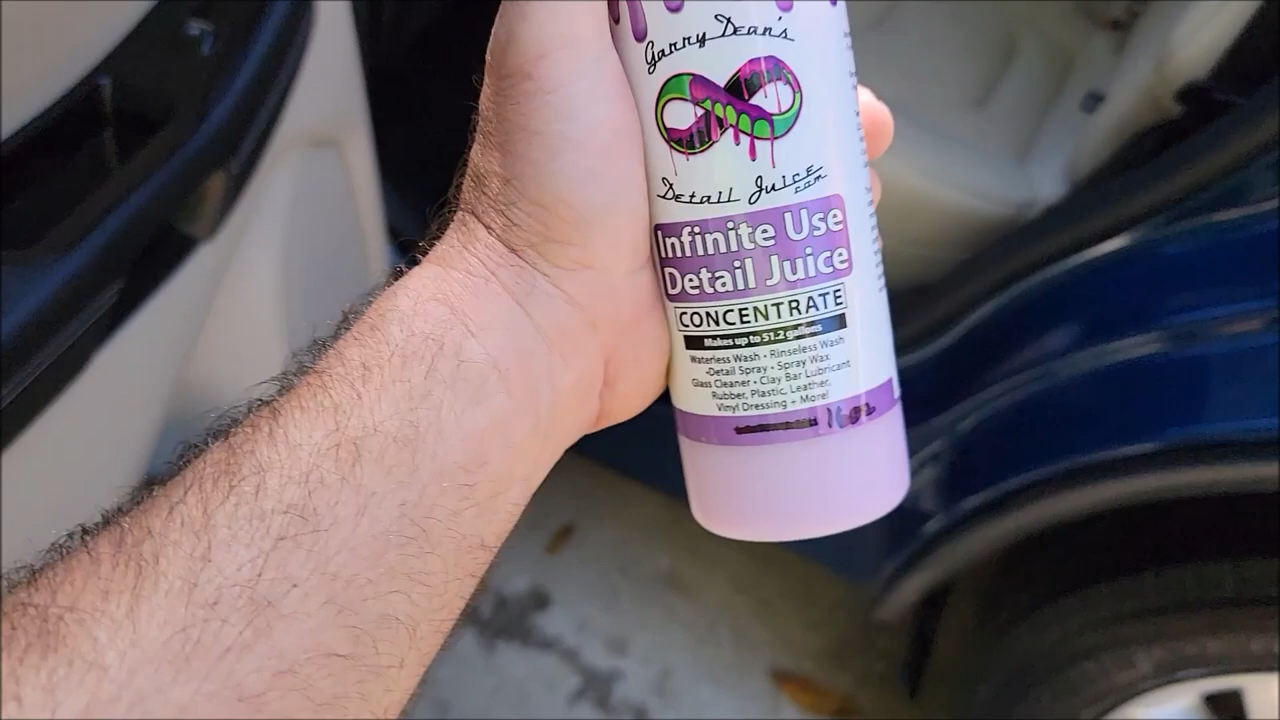 Garry Dean's
Detail Juice.com
Infinite Use
Detail Juice
CONCENTRATE
Makes up to 51.2 gallons
Waterless Wash • Rinseless Wash
•Detail Spray • Spray Wax
Glass Cleaner • Clay Bar Lubricant
Rubber, Plastic, Leather,
Vinyl Dressing + More!
16oz